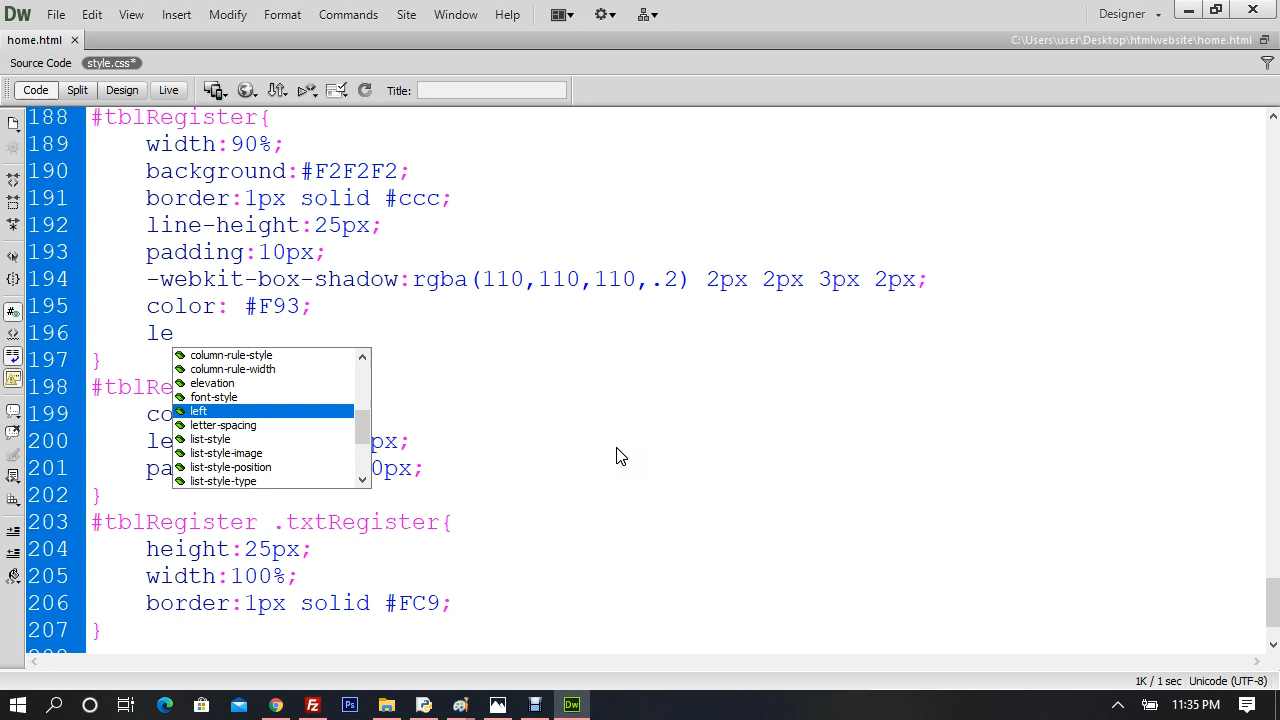 Dw File Edit View Insert Modify Format Commands Site Window Help Designer
home.html C:\Users\user\Desktop\htmlwebsite\home.html
Source Code style.css*
Code Split Design Live Title:
188 #tblRegister{
189 width:90%;
190 background:#F2F2F2;
191 border:1px solid #ccc;
192 line-height:25px;
193 padding:10px;
194 -webkit-box-shadow:rgba(110,110,110,.2) 2px 2px 3px 2px;
195 color: #F93;
196 le
column-rule-style
197 }
column-rule-width
elevation
198 #tblRe
font-style
199 co
left
letter-spacing
200 le px;
list-style
list-style-image
201 pa 0px;
list-style-position
list-style-type
202 }
203 #tblRegister .txtRegister{
204 height:25px;
205 width:100%;
206 border:1px solid #FC9;
207 }
1K / 1 sec Unicode (UTF-8)
Fz Ps Dw 11:35 PM